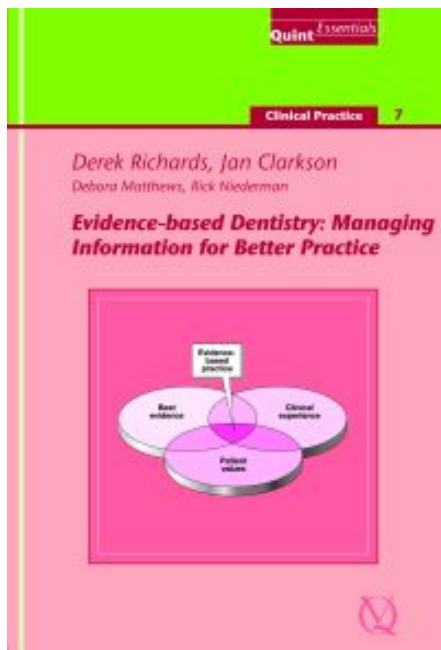 Quint Essentials
Clinical Practice 7
Derek Richards, Jan Clarkson
Debora Matthews, Rick Niederman
Evidence-based Dentistry: Managing
Information for Better Practice
Evidence-
based
practice
Best
evidence
Clinical
experience
Patient
values